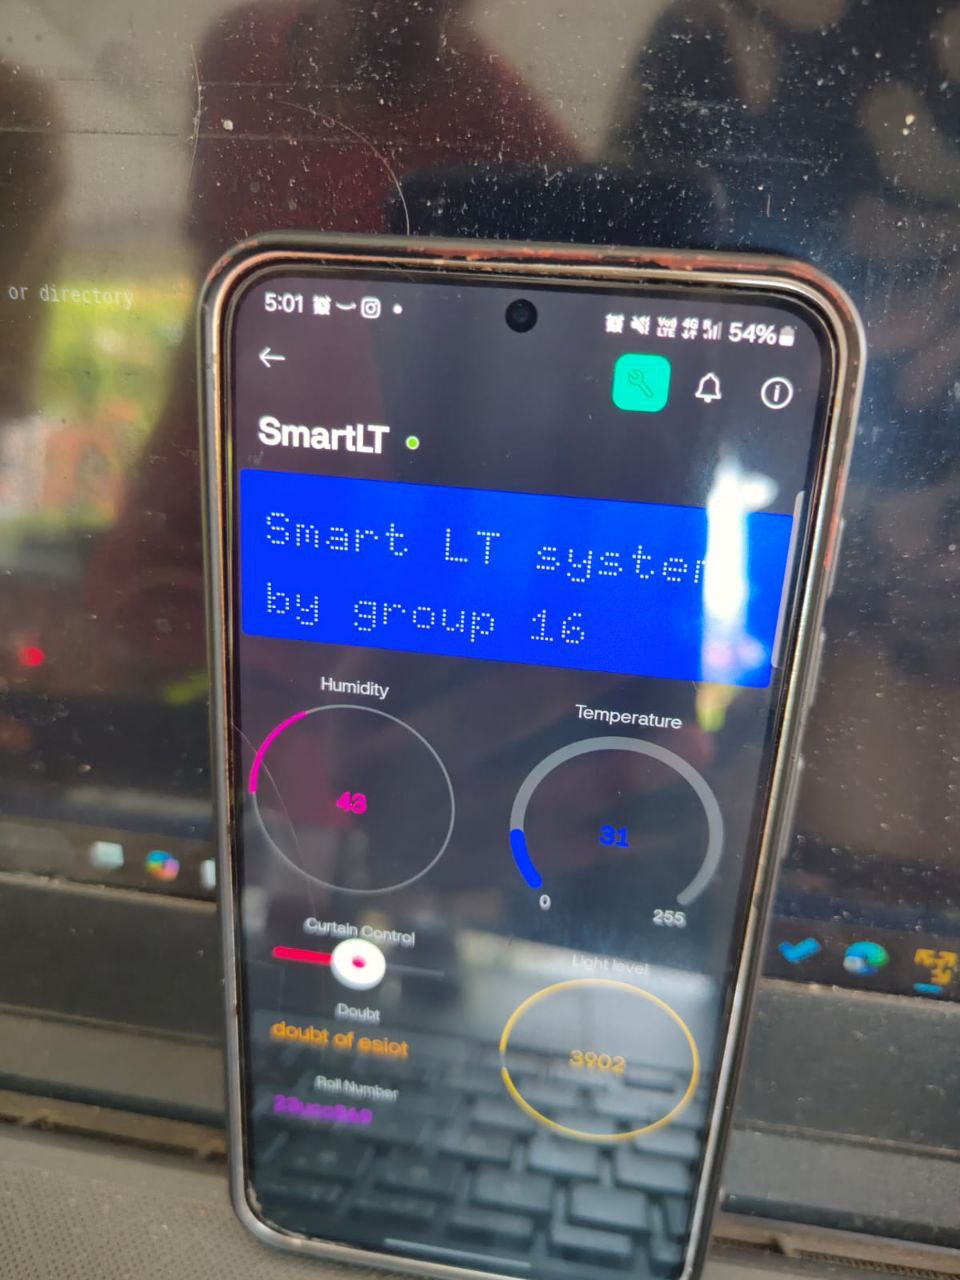 or directory
5:01
54%
SmartLT
Smart LT system
by group 16
Humidity
Temperature
43
31
0
255
Curtain Control
Light level
Doubt
doubt of esiot
3902
Roll Number